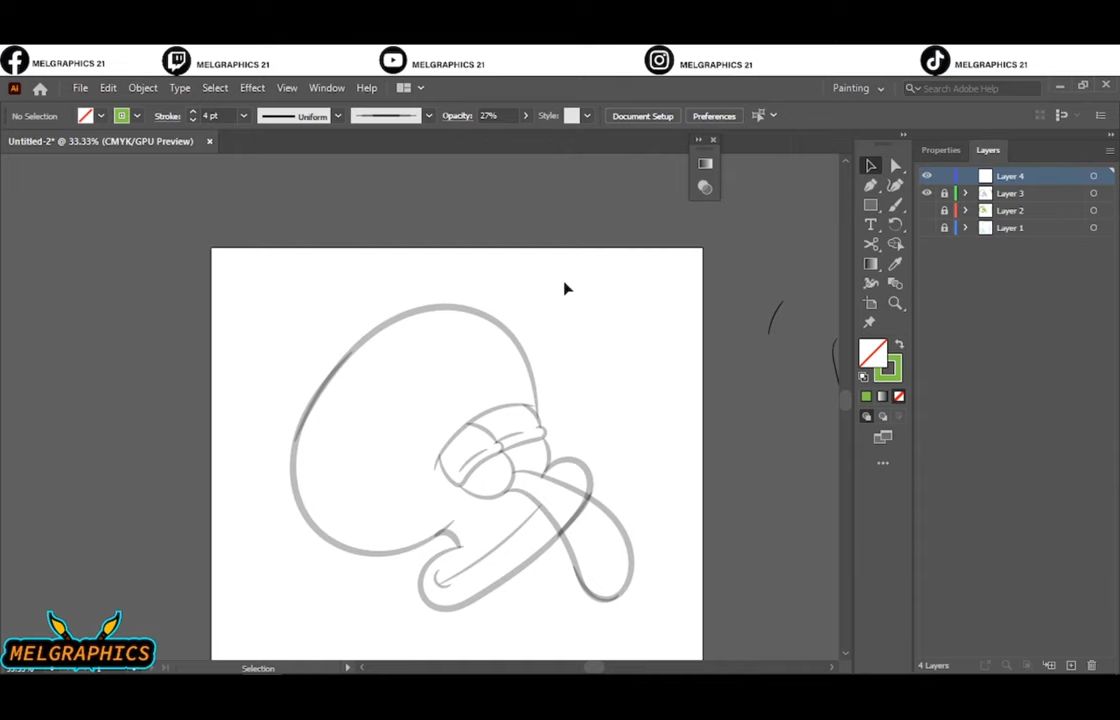 MELGRAPHICS 21 MELGRAPHICS 21 MELGRAPHICS 21 MELGRAPHICS 21 MELGRAPHICS 21
Ai File Edit Object Type Select Effect View Window Help Painting Search Adobe Help
No Selection Stroke: 4 pt Uniform Opacity: 27% Style: Document Setup Preferences
Untitled-2* @ 33.33% (CMYK/GPU Preview) ×
Properties Layers
Layer 4
Layer 3
Layer 2
Layer 1
MELGRAPHICS
Selection
4 Layers